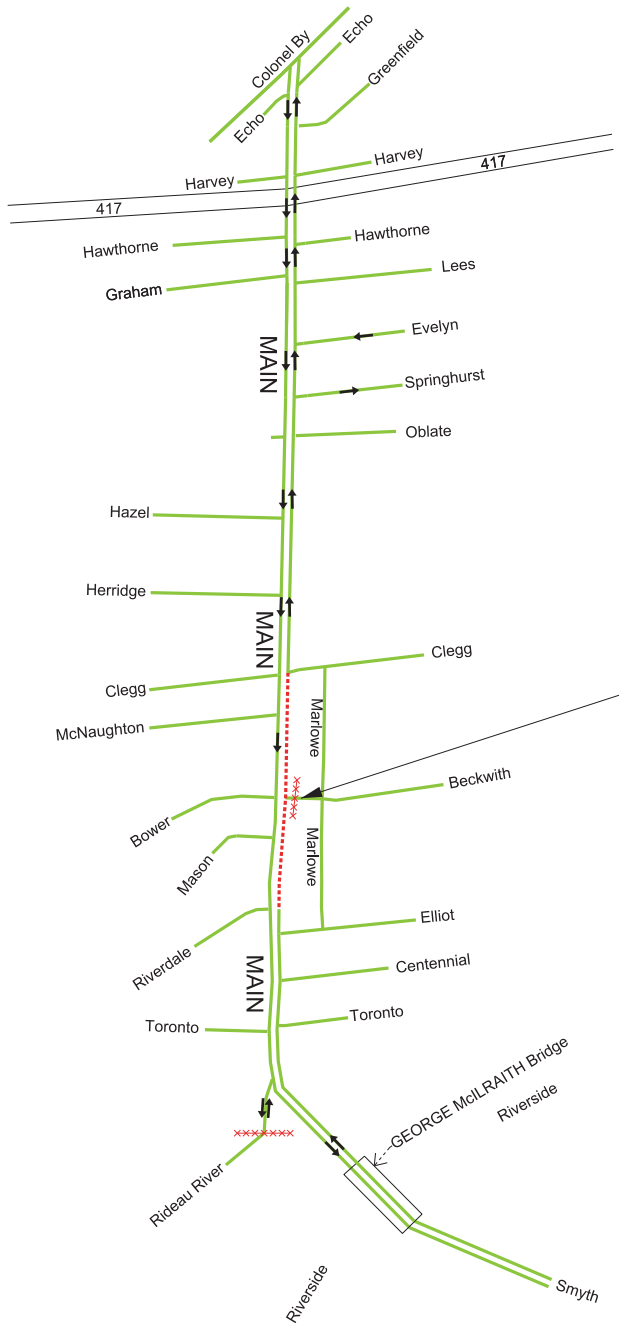 Colonel By
Echo
Greenfield
Echo
Harvey
Harvey
417
417
Hawthorne
Hawthorne
Graham
Lees
Evelyn
MAIN
Springhurst
Oblate
Hazel
Herridge
MAIN
Clegg
Clegg
Marlowe
McNaughton
Beckwith
Bower
Marlowe
Mason
Elliot
Riverdale
MAIN
Centennial
Toronto
Toronto
GEORGE McILRAITH Bridge
Riverside
Rideau River
Riverside
Smyth